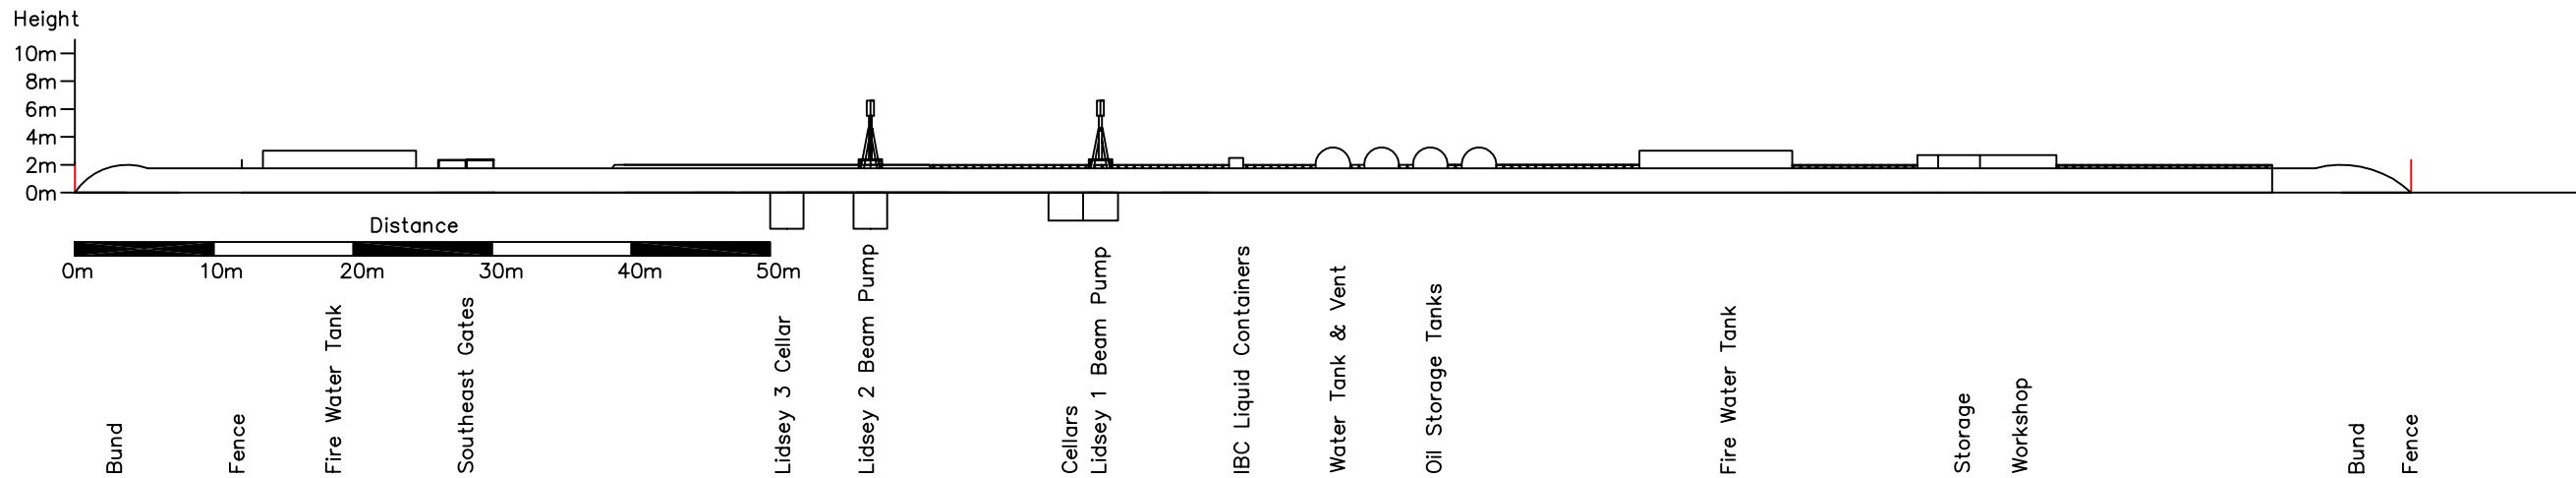 Height
10m
8m
6m
4m
2m
0m
Distance
0m 10m 20m 30m 40m 50m
Bund
Fence
Fire Water Tank
Southeast Gates
Lidsey 3 Cellar
Lidsey 2 Beam Pump
Cellars
Lidsey 1 Beam Pump
IBC Liquid Containers
Water Tank & Vent
Oil Storage Tanks
Fire Water Tank
Storage
Workshop
Bund
Fence